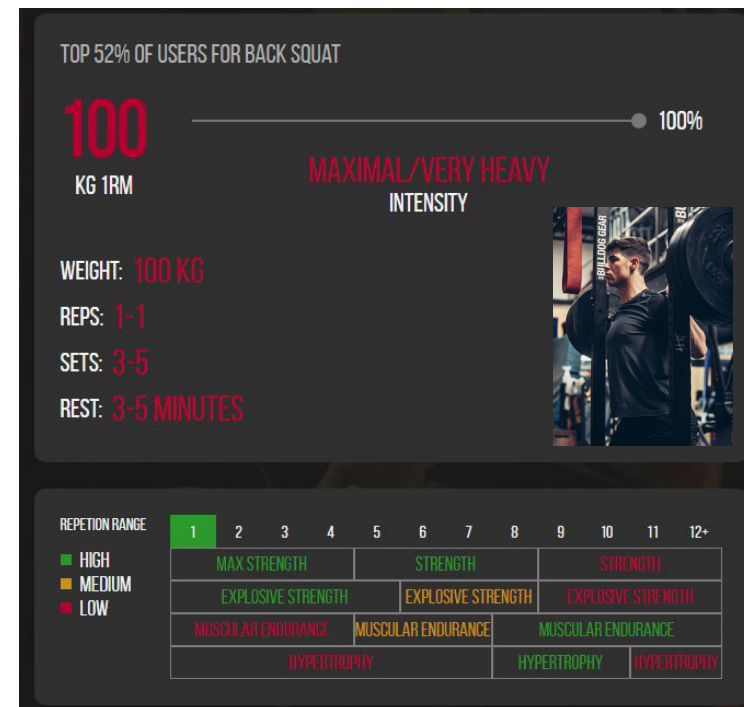 TOP 52% OF USERS FOR BACK SQUAT
100
100%
KG 1RM
MAXIMAL/VERY HEAVY
INTENSITY
BULLDOG GEAR
WEIGHT: 100 KG
REPS: 1-1
SETS: 3-5
REST: 3-5 MINUTES
REPETION RANGE
1 2 3 4 5 6 7 8 9 10 11 12+
HIGH
MEDIUM
LOW
MAX STRENGTH STRENGTH STRENGTH
EXPLOSIVE STRENGTH EXPLOSIVE STRENGTH EXPLOSIVE STRENGTH
MUSCULAR ENDURANCE MUSCULAR ENDURANCE MUSCULAR ENDURANCE
HYPERTROPHY HYPERTROPHY HYPERTROPHY